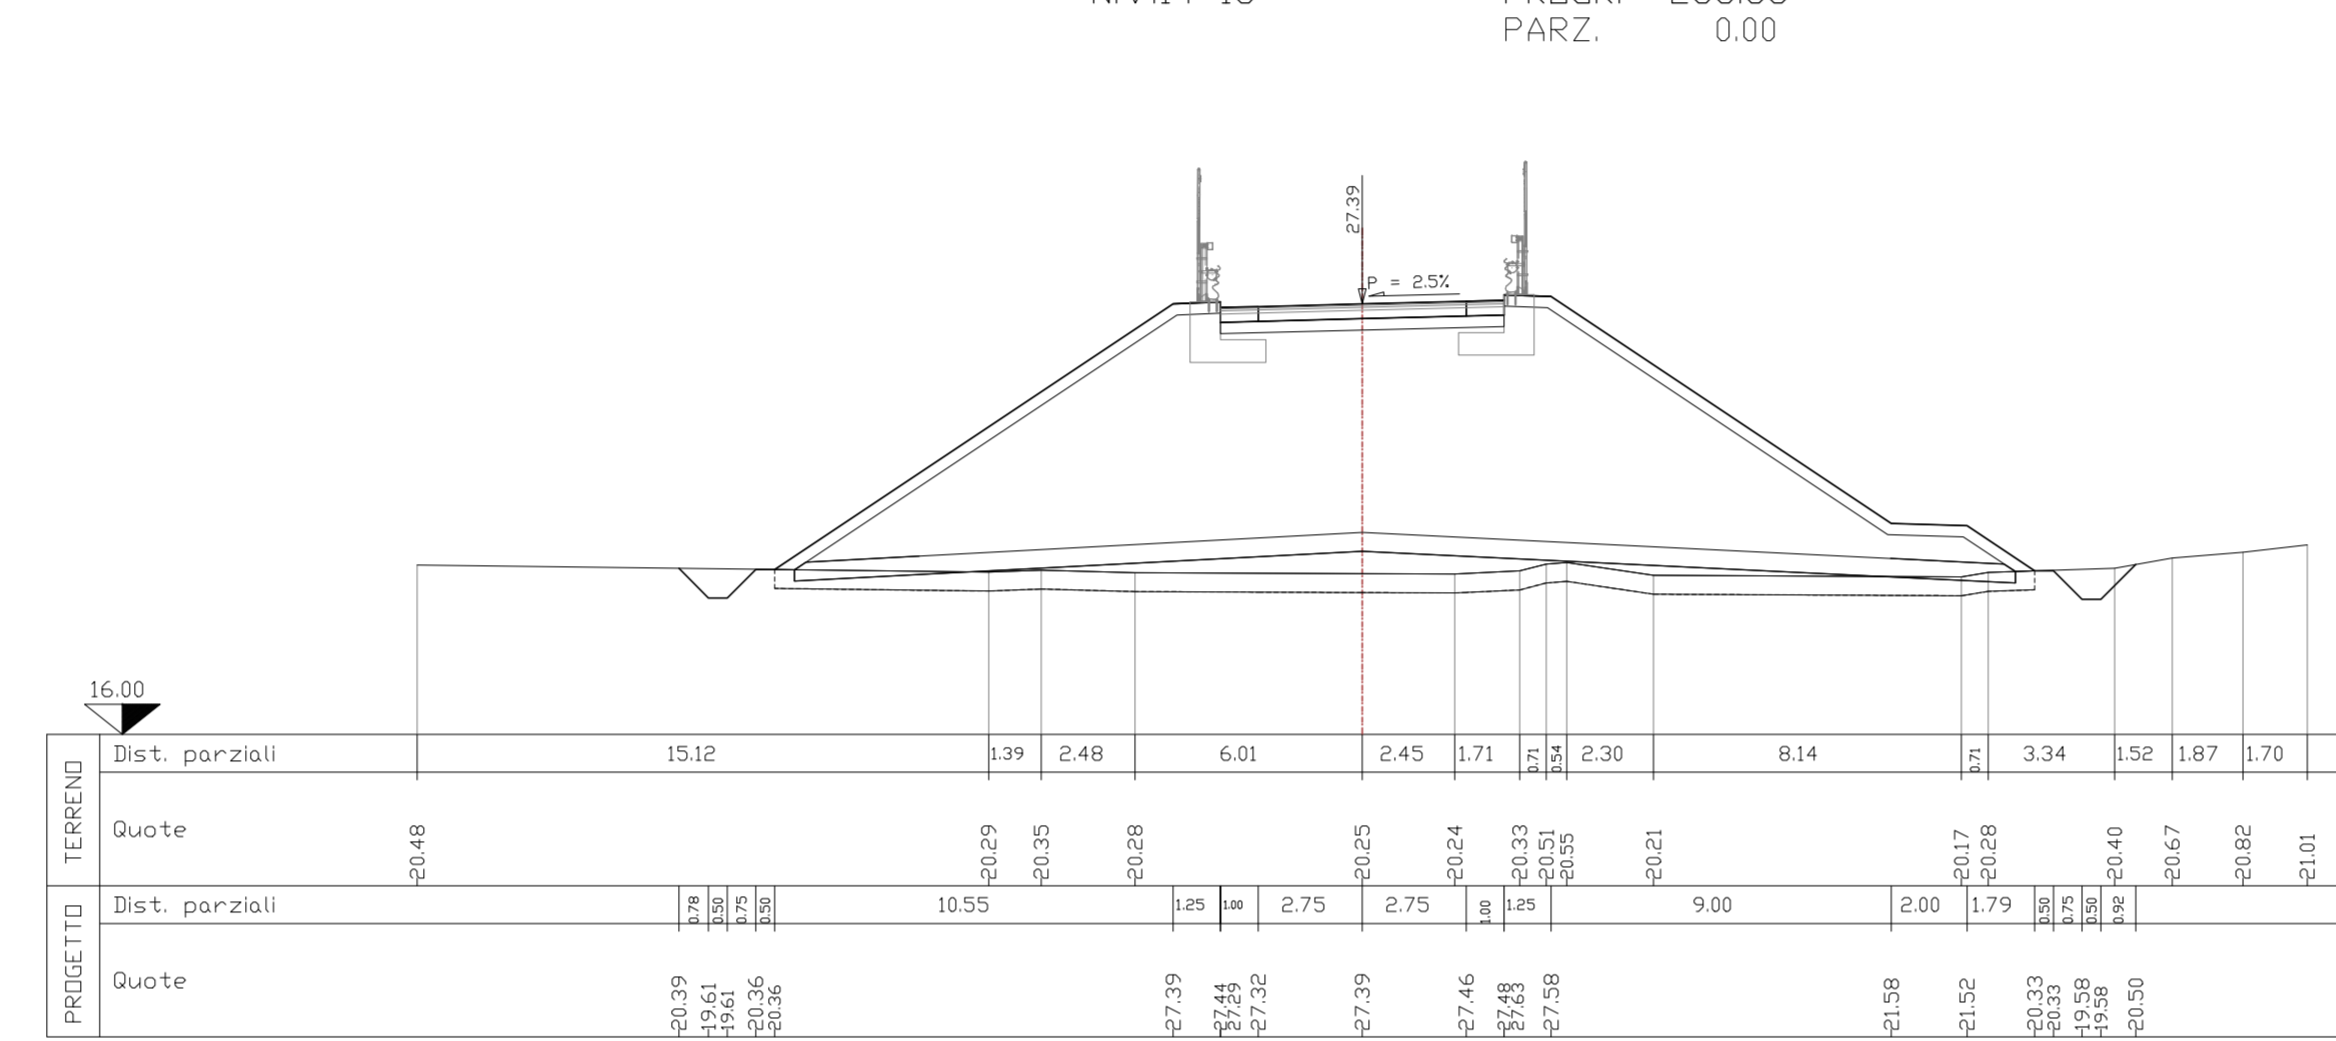 PARZ. 0.00
27.39
P = 2.5%
16.00
TERRENO
Dist. parziali 15.12 1.39 2.48 6.01 2.45 1.71 0.71 0.54 2.30 8.14 0.71 3.34 1.52 1.87 1.70
Quote 20.48 20.29 20.35 20.28 20.25 20.24 20.33 20.51 20.55 20.21 20.17 20.28 20.40 20.67 20.82 21.01
PROGETTO
Dist. parziali 0.78 0.50 0.75 0.50 10.55 1.25 1.00 2.75 2.75 1.00 1.25 9.00 2.00 1.79 0.50 0.75 0.50 0.92
Quote 20.39 19.61 19.61 20.36 20.36 27.39 27.44 27.29 27.32 27.39 27.46 27.48 27.63 27.58 21.58 21.52 20.33 20.33 19.58 19.58 20.50